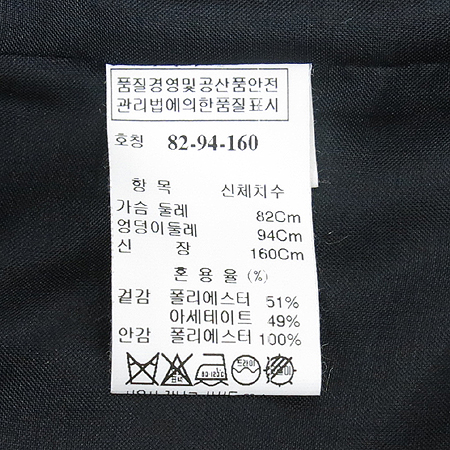 품질경영및공산품안전
관리법에의한품질표시
호칭 82-94-160
항 목 신체치수
가슴 둘레 82Cm
엉덩이둘레 94Cm
신 장 160Cm
혼 용 율 (%)
겉감 폴리에스터 51%
아세테이트 49%
안감 폴리에스터 100%
드라이